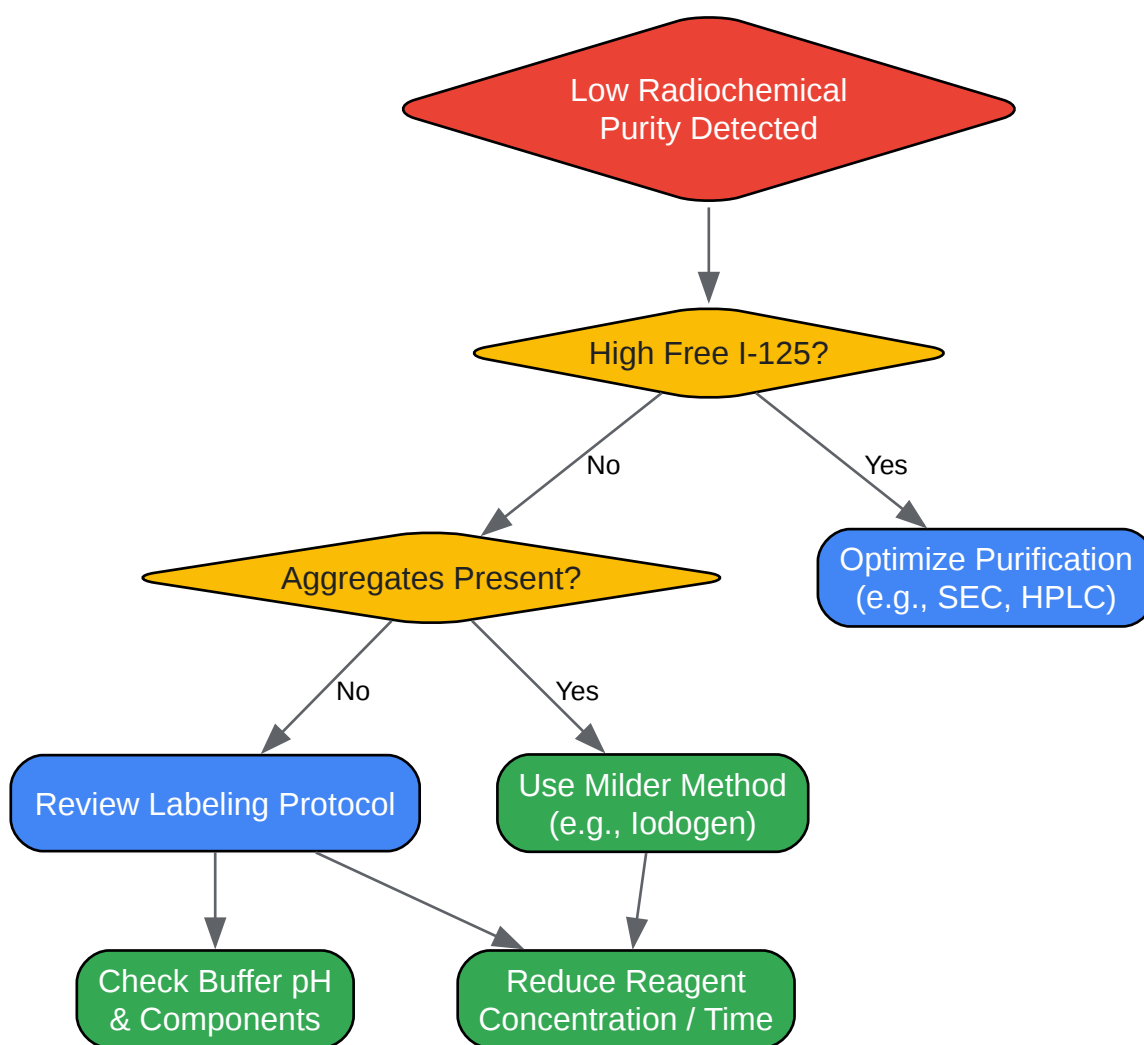 Low Radiochemical
Purity Detected
High Free I-125?
No
Yes
Aggregates Present?
Optimize Purification
(e.g., SEC, HPLC)
No
Yes
Review Labeling Protocol
Use Milder Method
(e.g., Iodogen)
Check Buffer pH
& Components
Reduce Reagent
Concentration / Time